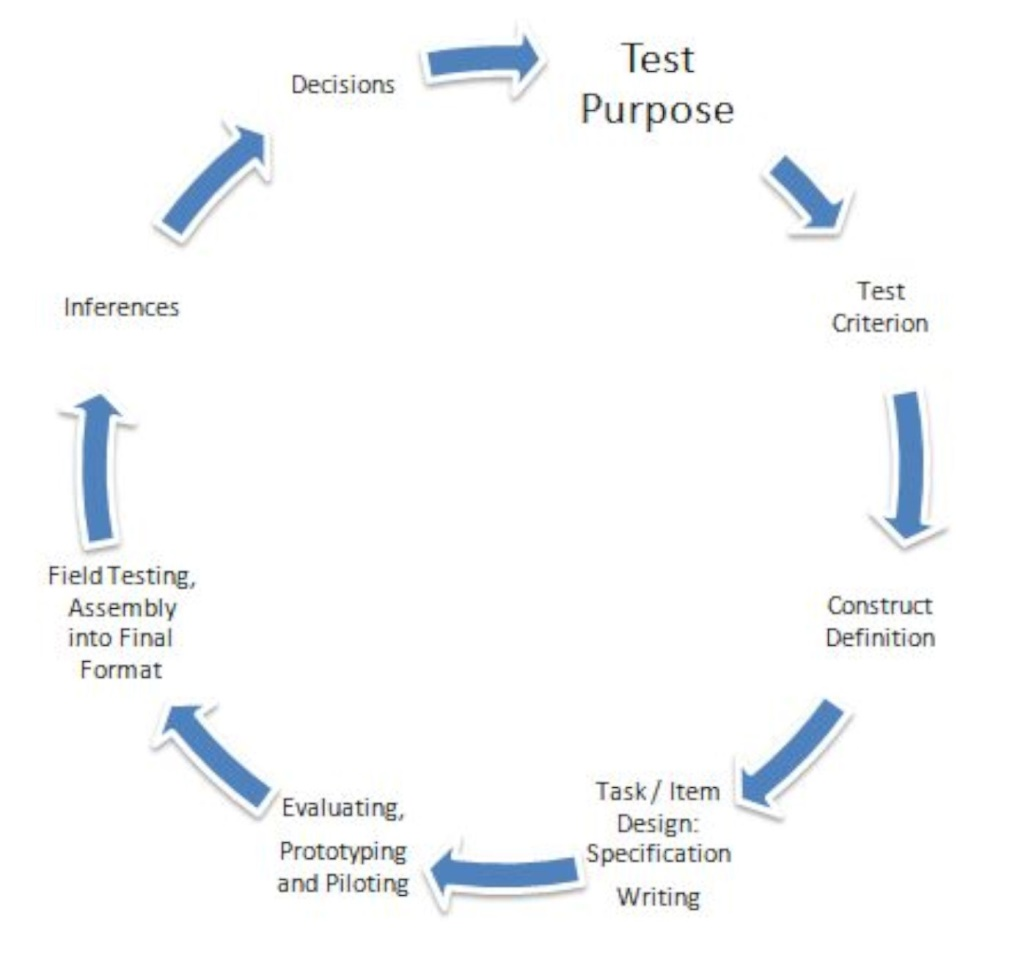 Test
Purpose
Test
Criterion
Construct
Definition
Task / Item
Design:
Specification
Writing
Evaluating,
Prototyping
and Piloting
Field Testing,
Assembly
into Final
Format
Inferences
Decisions